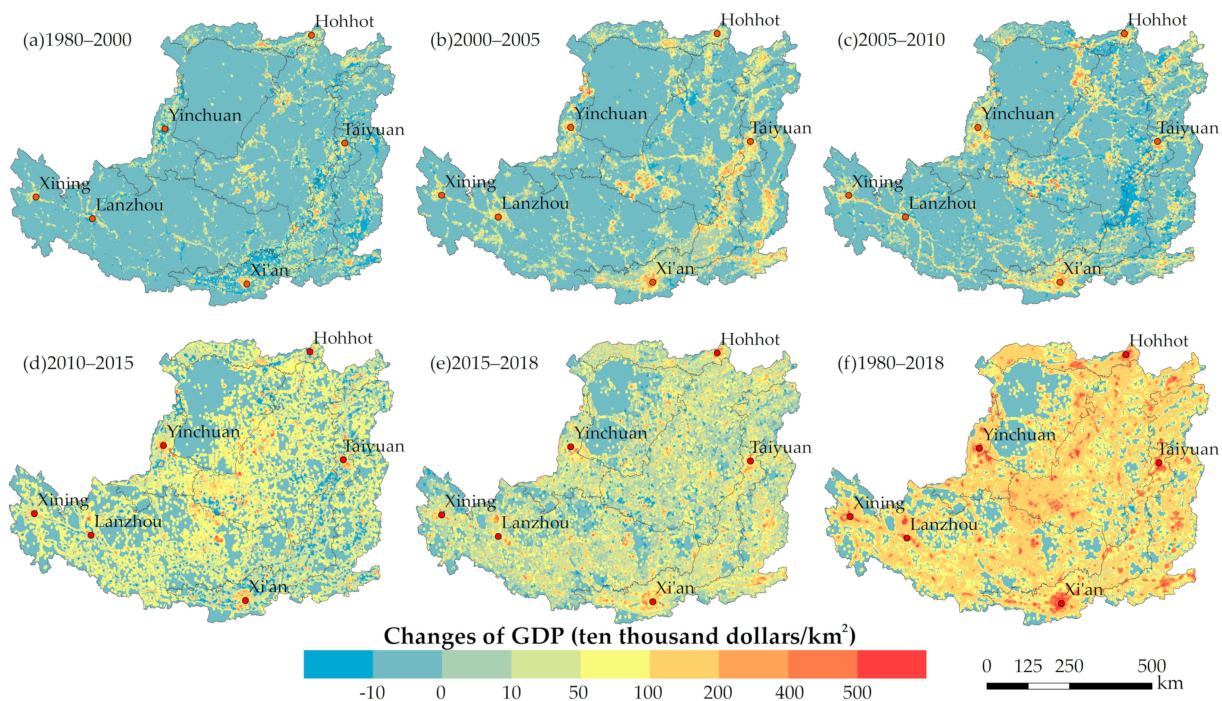 (a)1980–2000
Hohhot
Yinchuan
Taiyuan
Xining
Lanzhou
Xi'an
(b)2000–2005
Hohhot
Yinchuan
Taiyuan
Xining
Lanzhou
Xi'an
(c)2005–2010
Hohhot
Yinchuan
Taiyuan
Xining
Lanzhou
Xi'an
(d)2010–2015
Hohhot
Yinchuan
Taiyuan
Xining
Lanzhou
Xi'an
(e)2015–2018
Hohhot
Yinchuan
Taiyuan
Xining
Lanzhou
Xi'an
(f)1980–2018
Hohhot
Yinchuan
Taiyuan
Xining
Lanzhou
Xi'an
Changes of GDP (ten thousand dollars/km²)
-10 0 10 50 100 200 400 500
0 125 250 500
km